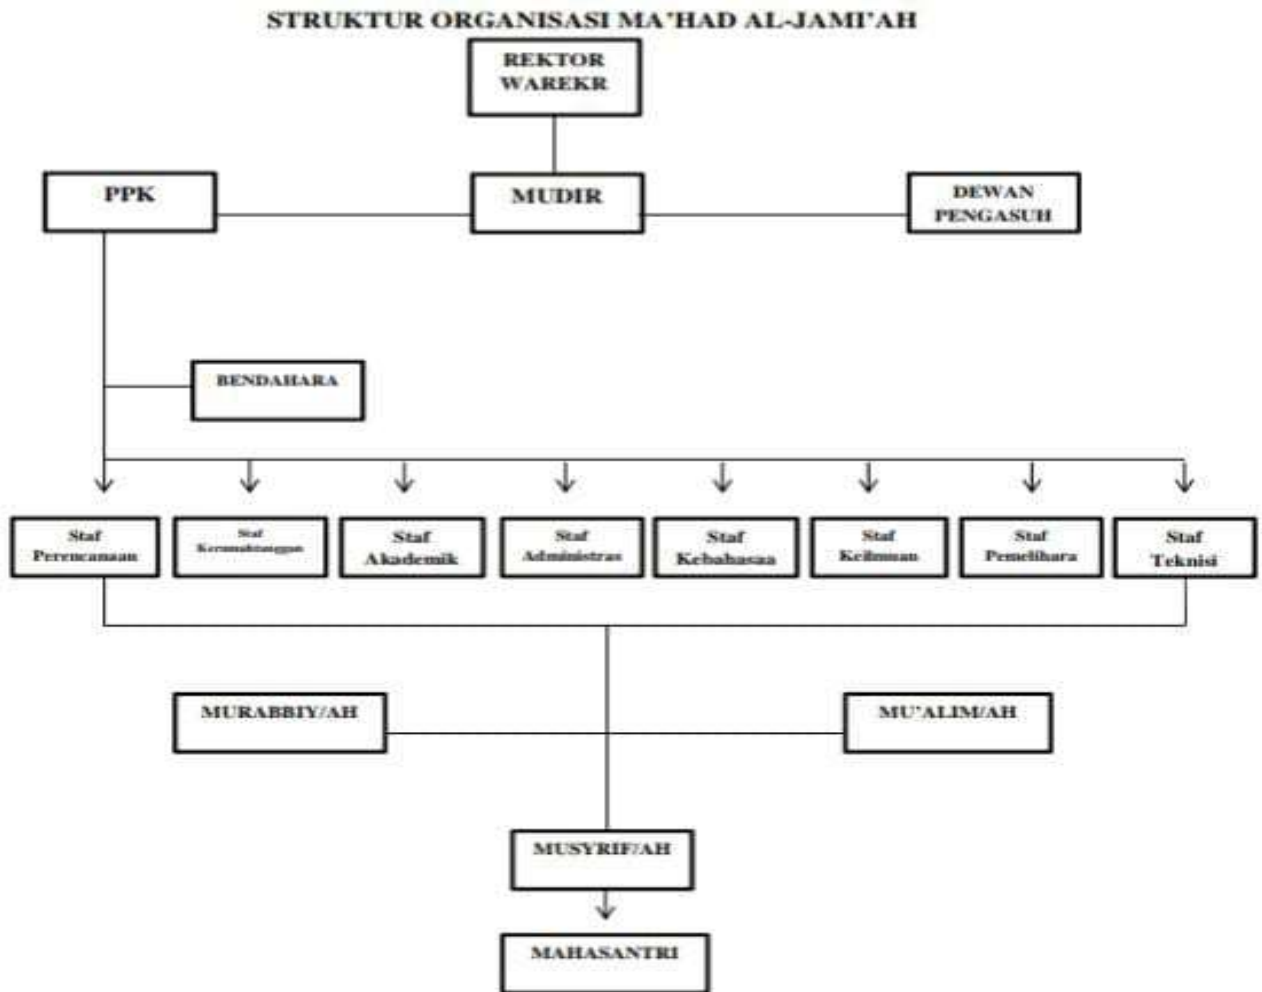 STRUKTUR ORGANISASI MA'HAD AL-JAMI'AH
REKTOR
WAREKR
PPK
MUDIR
DEWAN
PENGASUH
BENDAHARA
Staf
Perencanaan
Staf
Kerumahtanggan
Staf
Akademik
Staf
Administras
Staf
Kebahasaa
Staf
Keilmuan
Staf
Pemelihara
Staf
Teknisi
MURABBIY/AH
MU'ALIM/AH
MUSYRIF/AH
MAHASANTRI